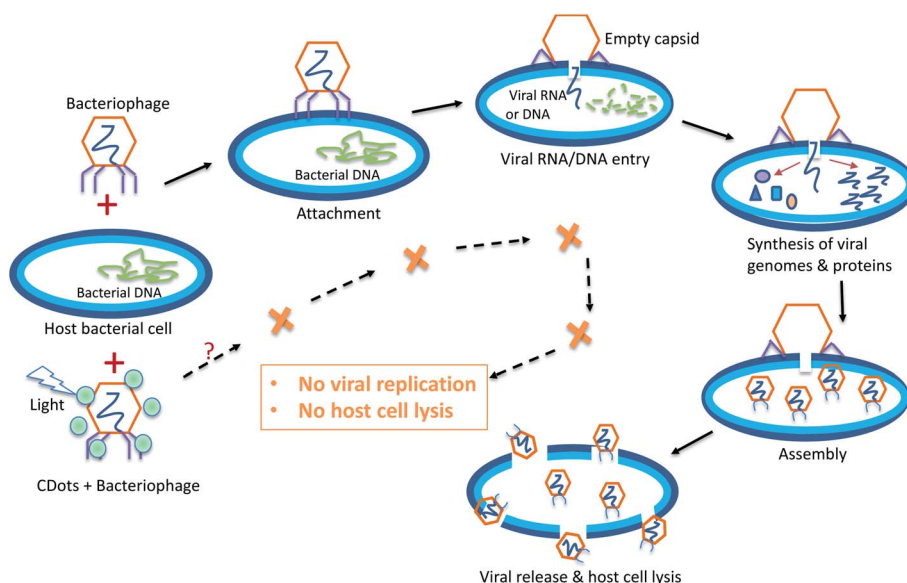 Bacteriophage
Bacterial DNA
Attachment
Empty capsid
Viral RNA
or DNA
Viral RNA/DNA entry
Synthesis of viral
genomes & proteins
Bacterial DNA
Host bacterial cell
?
Light
CDots + Bacteriophage
• No viral replication
• No host cell lysis
Assembly
Viral release & host cell lysis